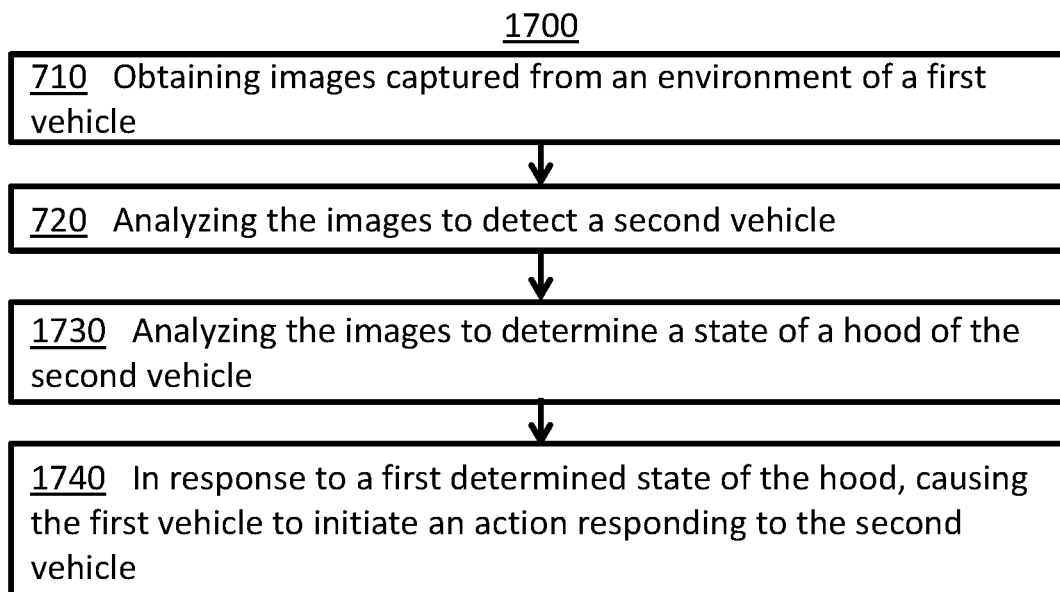 1700
710 Obtaining images captured from an environment of a first
vehicle
720 Analyzing the images to detect a second vehicle
1730 Analyzing the images to determine a state of a hood of the
second vehicle
1740 In response to a first determined state of the hood, causing
the first vehicle to initiate an action responding to the second
vehicle